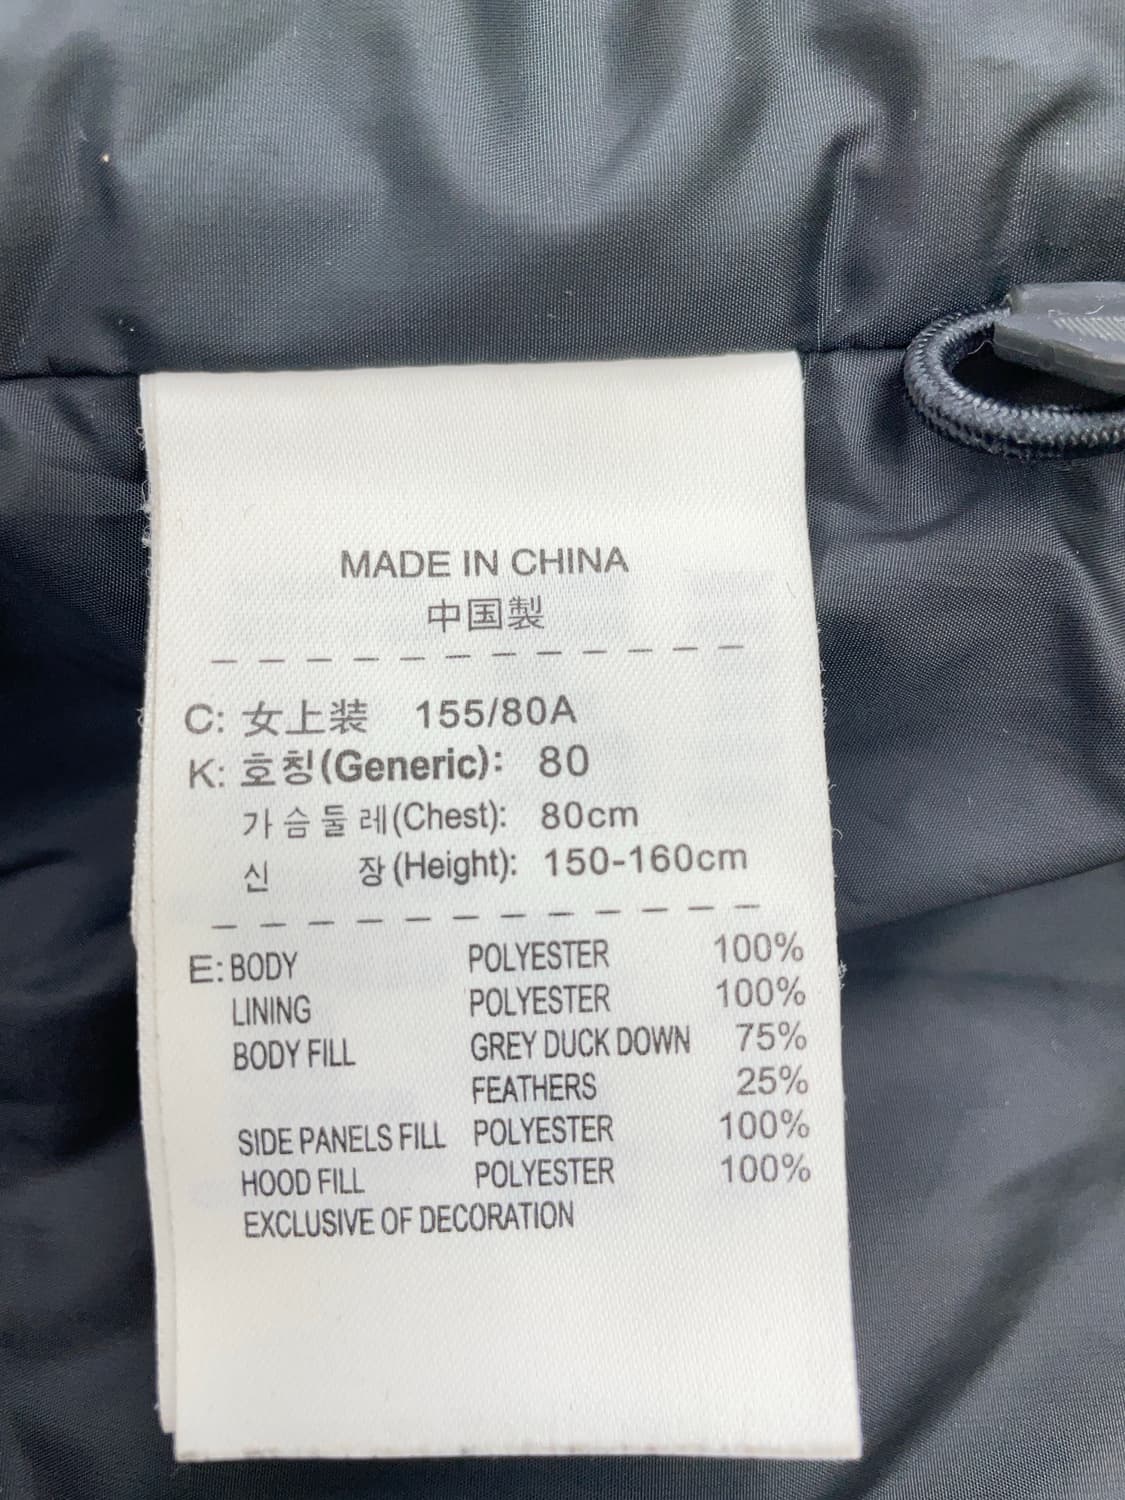 MADE IN CHINA
中国製
C: 女上装 155/80A
K: 호칭(Generic): 80
가슴둘레(Chest): 80cm
신 장(Height): 150-160cm
E: BODY POLYESTER 100%
LINING POLYESTER 100%
BODY FILL GREY DUCK DOWN 75%
FEATHERS 25%
SIDE PANELS FILL POLYESTER 100%
HOOD FILL POLYESTER 100%
EXCLUSIVE OF DECORATION